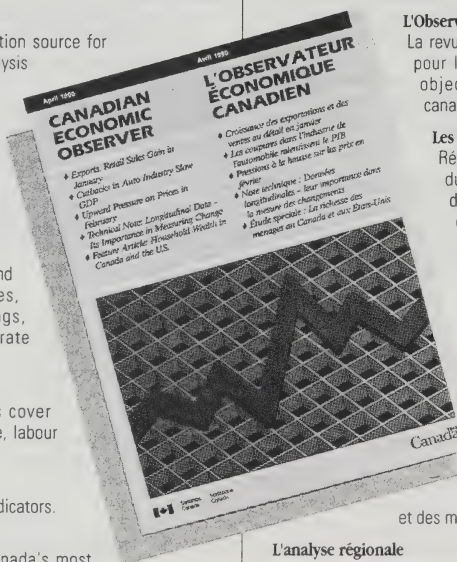 tion source for
ysis
nd
es,
gs,
rate
s cover
e, labour
dicators.
nada's most
April 1990
CANADIAN
ECONOMIC
OBSERVER
♦ Exports, Retail Sales Gain in
January
♦ Cutbacks in Auto Industry Slow
GDP
♦ Upward Pressure on Prices in
February
♦ Technical Note: Longitudinal Data -
Its Importance in Measuring Change
♦ Feature Article: Household Wealth in
Canada and the U.S.
Avril 1990
L'OBSERVATEUR
ÉCONOMIQUE
CANADIEN
♦ Croissance des exportations et des
ventes au détail en janvier
♦ Les coupures dans l'industrie de
l'automobile ralentissent le PIB
♦ Pressions à la hausse sur les prix en
février
♦ Note technique : Données
longitudinales - leur importance dans
la mesure des changements
♦ Étude spéciale : La richesse des
ménages au Canada et aux États-Unis
Statistics Canada
Statistique Canada
Canada
L'Observ
La revu
pour l
objec
cana
Les
Ré
du
d
et des m
L'analyse régionale